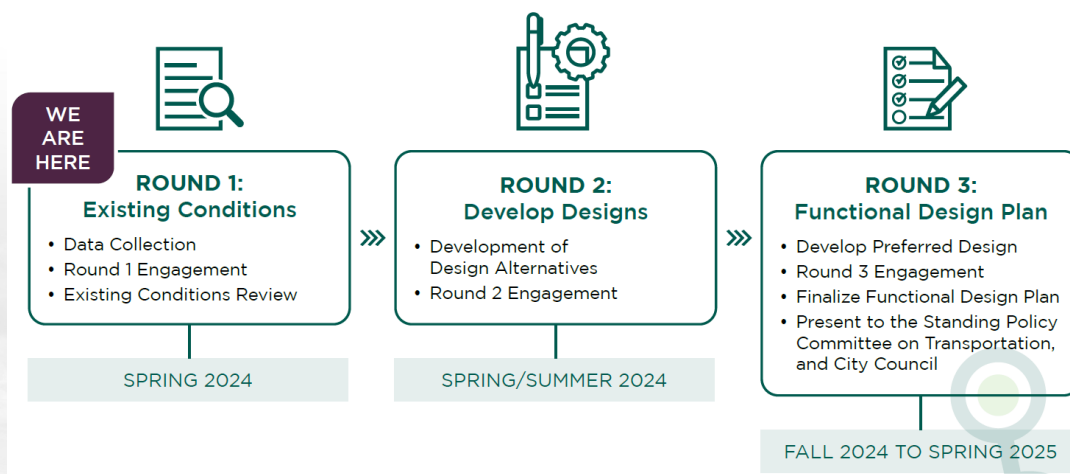 WE
ARE
HERE
ROUND 1:
Existing Conditions
• Data Collection
• Round 1 Engagement
• Existing Conditions Review
SPRING 2024
ROUND 2:
Develop Designs
• Development of
Design Alternatives
• Round 2 Engagement
SPRING/SUMMER 2024
ROUND 3:
Functional Design Plan
• Develop Preferred Design
• Round 3 Engagement
• Finalize Functional Design Plan
• Present to the Standing Policy
Committee on Transportation,
and City Council
FALL 2024 TO SPRING 2025